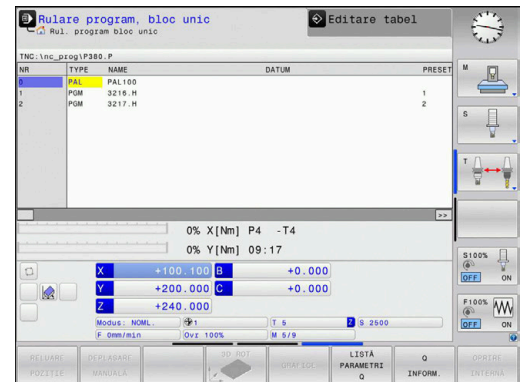 Rulare program, bloc unic
Editare tabel
Rul. program bloc unic
TNC:\nc_prog\P380.P
NR TYPE NAME DATUM PRESET
0 PAL PAL100
1 PGM 3216.H 1
2 PGM 3217.H 2
>>
0% X[Nm] P4 -T4
0% Y[Nm] 09:17
X +100.100 B +0.000
Y +200.000 C +0.000
Z +240.000
Modus: NOML. 1 T 5 Z S 2500
F 0mm/min Ovr 100% M 5/9
M
S
T
S100%
OFF ON
F100%
OFF ON
RELUARE POZIŢIE
DEPLASARE MANUALĂ
3D ROT
GRAFICE
LISTĂ PARAMETRI Q
Q INFORM.
OPRIRE INTERNĂ